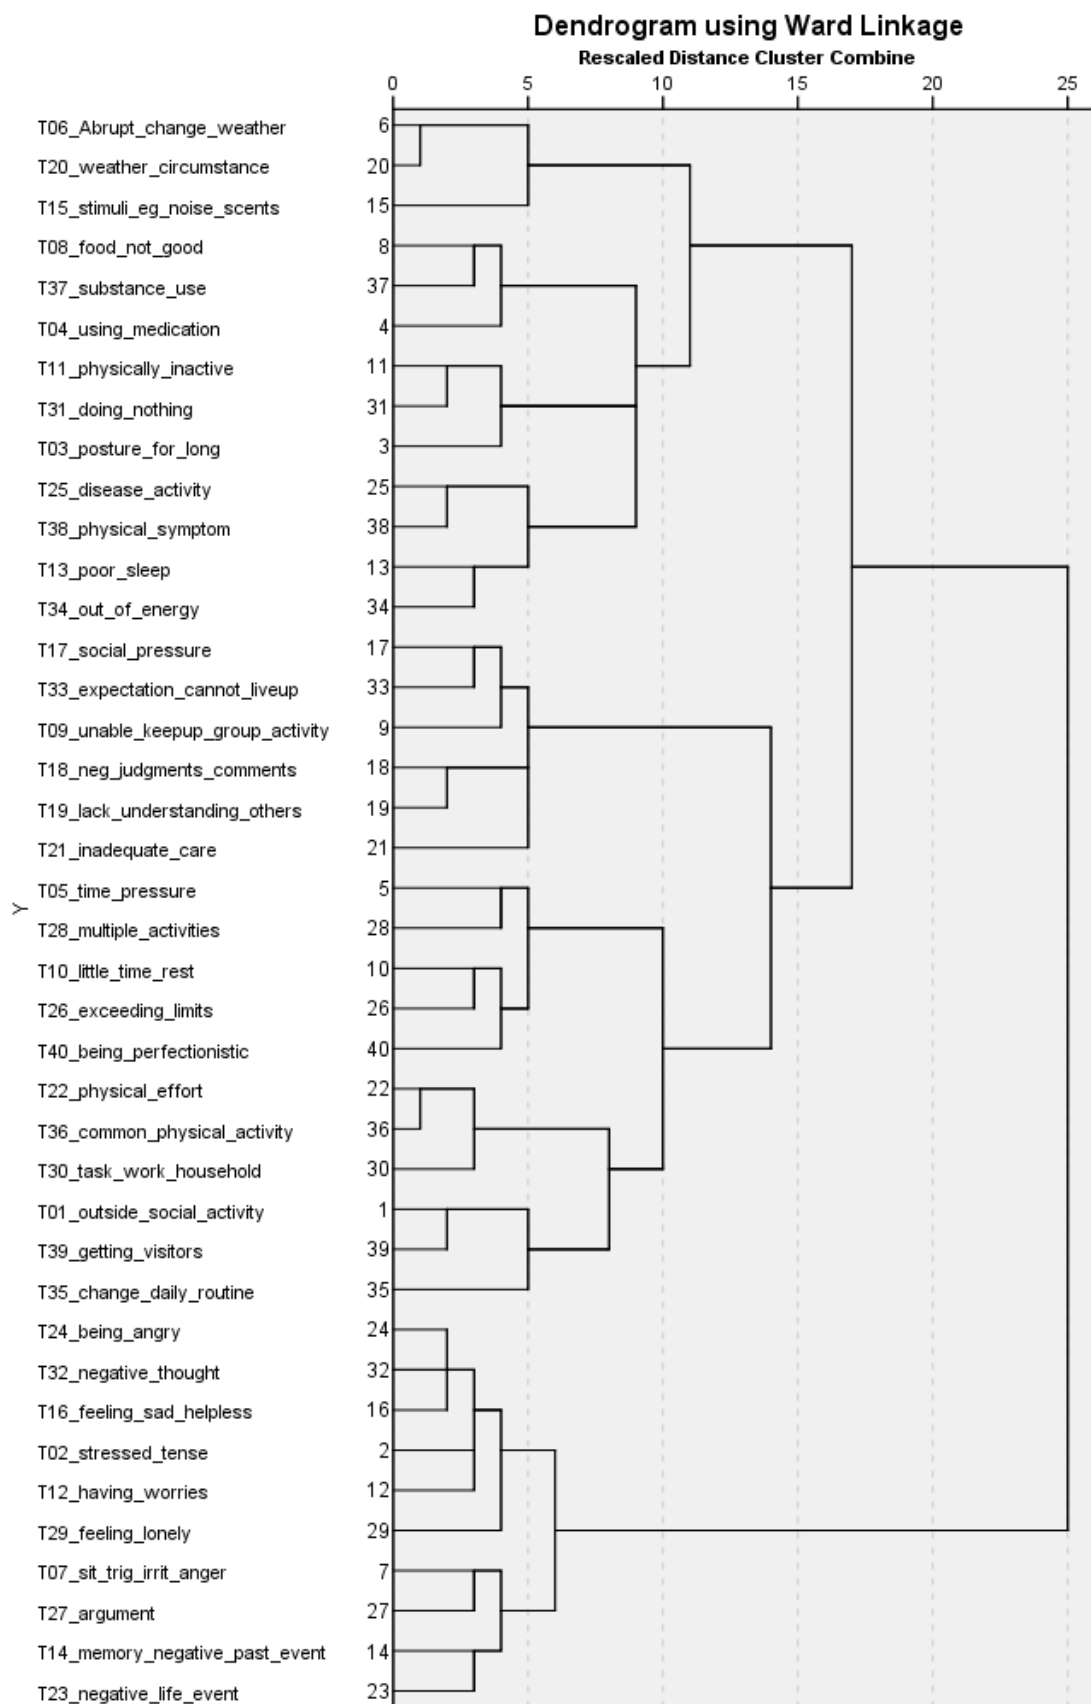 Dendrogram using Ward Linkage
Rescaled Distance Cluster Combine
0 5 10 15 20 25
T06_Abrupt_change_weather 6
T20_weather_circumstance 20
T15_stimuli_eg_noise_scents 15
T08_food_not_good 8
T37_substance_use 37
T04_using_medication 4
T11_physically_inactive 11
T31_doing_nothing 31
T03_posture_for_long 3
T25_disease_activity 25
T38_physical_symptom 38
T13_poor_sleep 13
T34_out_of_energy 34
T17_social_pressure 17
T33_expectation_cannot_liveup 33
T09_unable_keepup_group_activity 9
T18_neg_judgments_comments 18
T19_lack_understanding_others 19
T21_inadequate_care 21
T05_time_pressure 5
Y
T28_multiple_activities 28
T10_little_time_rest 10
T26_exceeding_limits 26
T40_being_perfectionistic 40
T22_physical_effort 22
T36_common_physical_activity 36
T30_task_work_household 30
T01_outside_social_activity 1
T39_getting_visitors 39
T35_change_daily_routine 35
T24_being_angry 24
T32_negative_thought 32
T16_feeling_sad_helpless 16
T02_stressed_tense 2
T12_having_worries 12
T29_feeling_lonely 29
T07_sit_trig_irrit_anger 7
T27_argument 27
T14_memory_negative_past_event 14
T23_negative_life_event 23